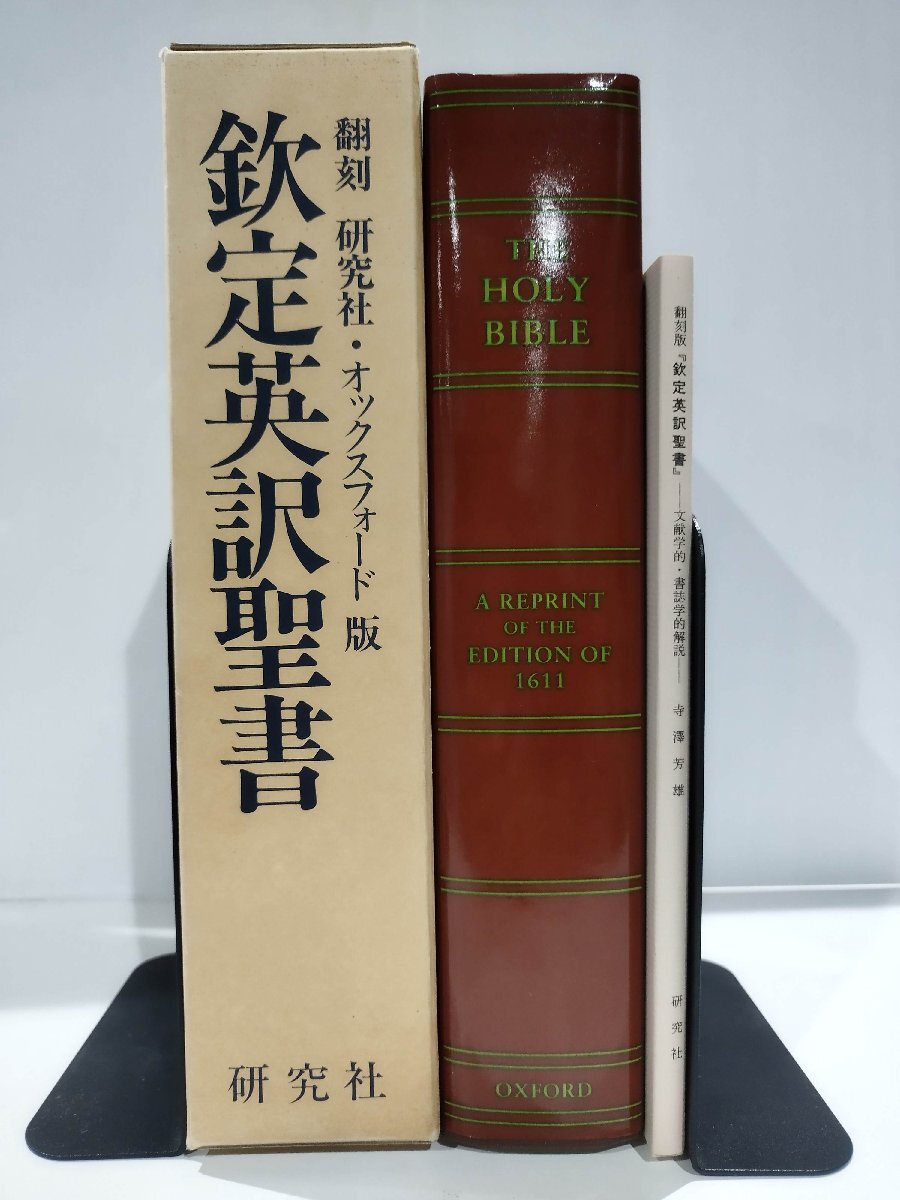 翻刻 研究社・オックスフォード版
欽定英訳聖書
研究社
THE
HOLY
BIBLE
A REPRINT
OF THE
EDITION OF
1611
OXFORD
翻刻版『欽定英訳聖書』――文献学的・書誌学的解説―― 寺澤芳雄
研究社